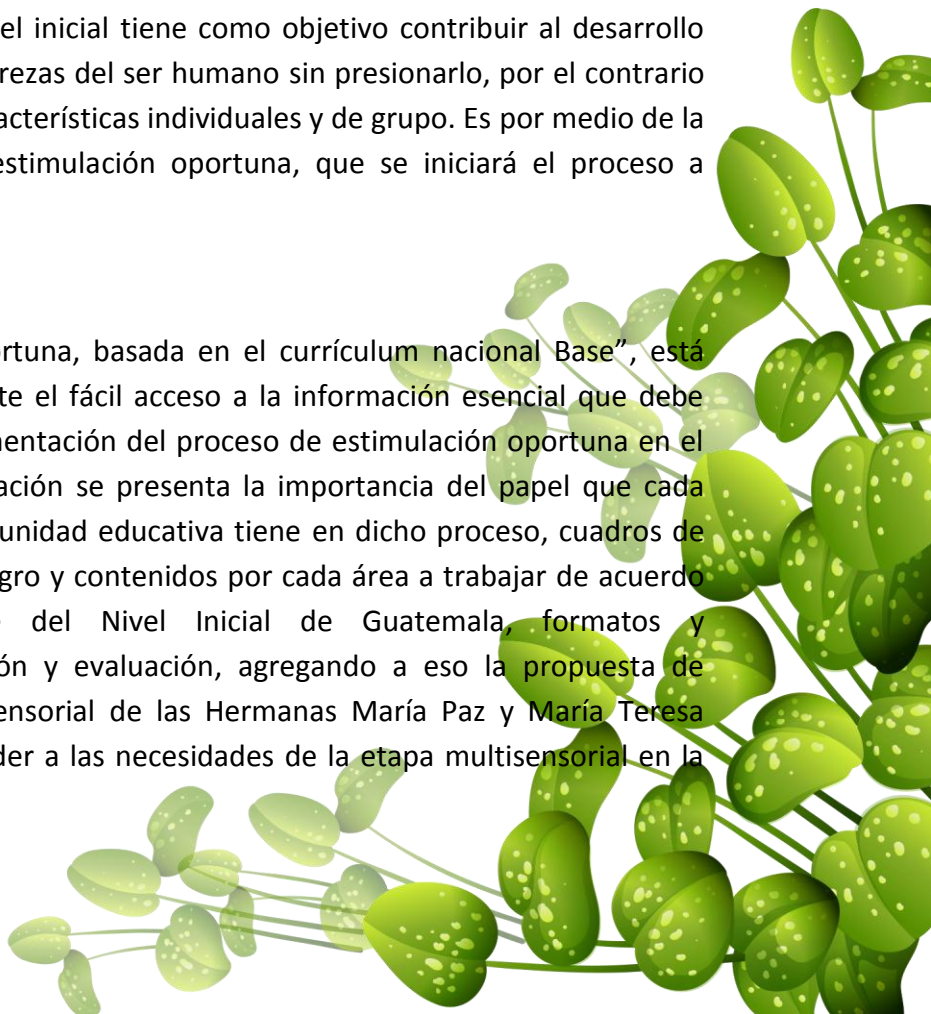 el inicial tiene como objetivo contribuir al desarrollo
rezas del ser humano sin presionarlo, por el contrario
acterísticas individuales y de grupo. Es por medio de la
estimulación oportuna, que se iniciará el proceso a
rtuna, basada en el currículum nacional Base”, está
te el fácil acceso a la información esencial que debe
nentación del proceso de estimulación oportuna en el
ación se presenta la importancia del papel que cada
unidad educativa tiene en dicho proceso, cuadros de
gro y contenidos por cada área a trabajar de acuerdo
del Nivel Inicial de Guatemala, formatos y
ón y evaluación, agregando a eso la propuesta de
ensorial de las Hermanas María Paz y María Teresa
der a las necesidades de la etapa multisensorial en la